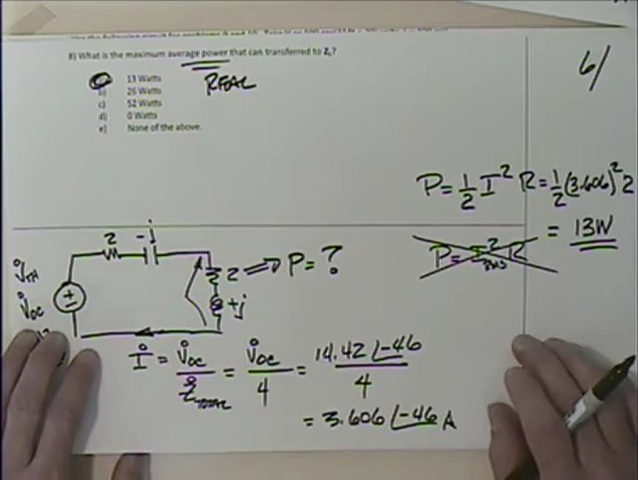 8) What is the maximum average power that can transferred to ZL?
REAL
a) 13 Watts
b) 26 Watts
c) 52 Watts
d) 0 Watts
e) None of the above.
6/
P = 1/2 I² R = 1/2 (3.606)² 2
= 13W
P = I²rms R
2 -j
VTH
VOC
+
-
2 ⇒ P = ?
+j
I = VOC/ZTOTAL = VOC/4 = 14.42∠-46/4
= 3.606∠-46 A